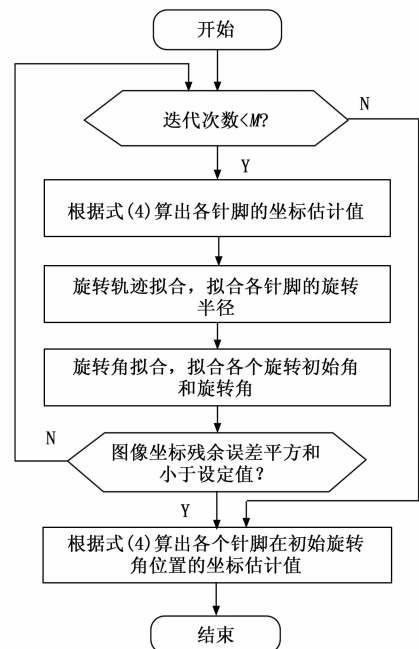 开始
迭代次数<M?
N
Y
根据式(4)算出各针脚的坐标估计值
旋转轨迹拟合，拟合各针脚的旋转
半径
旋转角拟合，拟合各个旋转初始角
和旋转角
N
图像坐标残余误差平方和
小于设定值？
Y
根据式(4)算出各个针脚在初始旋转
角位置的坐标估计值
结束